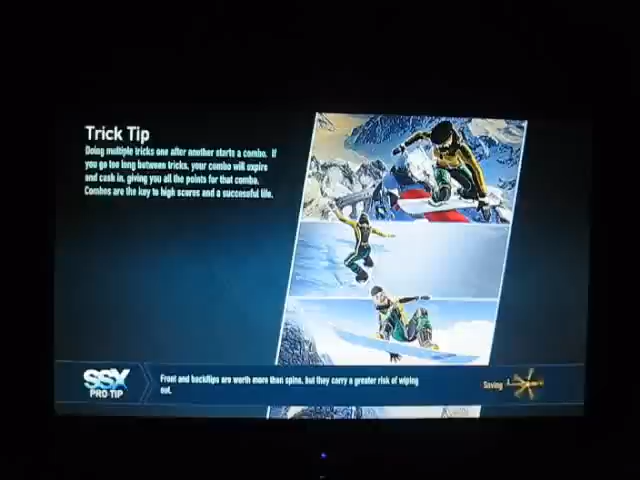 Trick Tip
Doing multiple tricks one after another starts a combo. If
you go too long between tricks, your combo will expire
and cash in, giving you all the points for that combo.
Combos are the key to high scores and a successful life.
SSX
PRO TIP
Front and backflips are worth more than spins, but they carry a greater risk of wiping
out.
Saving